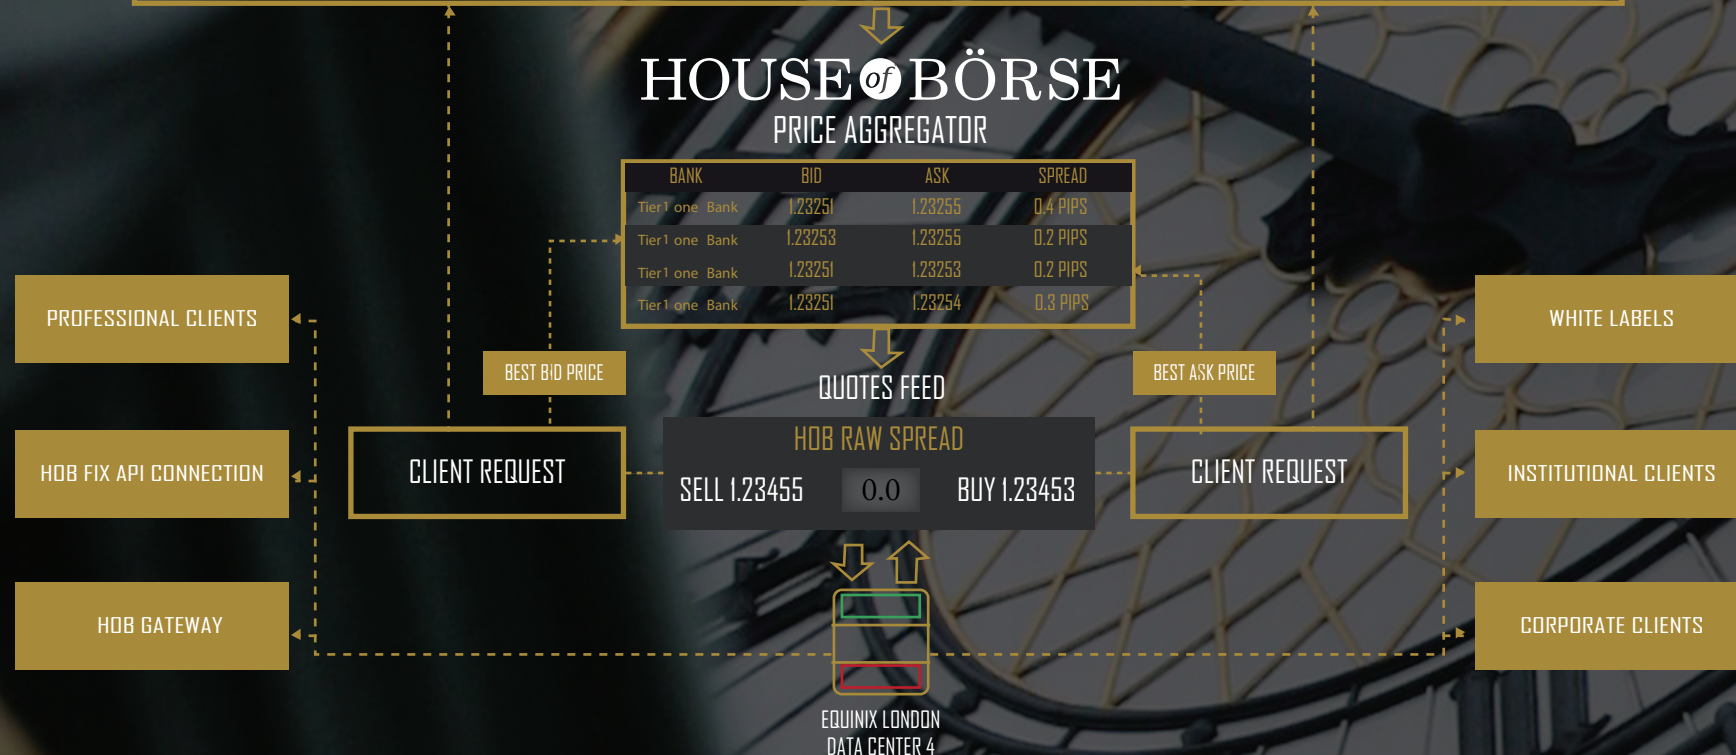 HOUSE of BÖRSE
PRICE AGGREGATOR
BANK BID ASK SPREAD
Tier1 one Bank 1.23251 1.23255 0.4 PIPS
Tier1 one Bank 1.23253 1.23255 0.2 PIPS
Tier1 one Bank 1.23251 1.23253 0.2 PIPS
Tier1 one Bank 1.23251 1.23254 0.3 PIPS
PROFESSIONAL CLIENTS
WHITE LABELS
BEST BID PRICE
BEST ASK PRICE
QUOTES FEED
HOB RAW SPREAD
HOB FIX API CONNECTION
CLIENT REQUEST
SELL 1.23455 0.0 BUY 1.23453
CLIENT REQUEST
INSTITUTIONAL CLIENTS
HOB GATEWAY
CORPORATE CLIENTS
EQUINIX LONDON
DATA CENTER 4